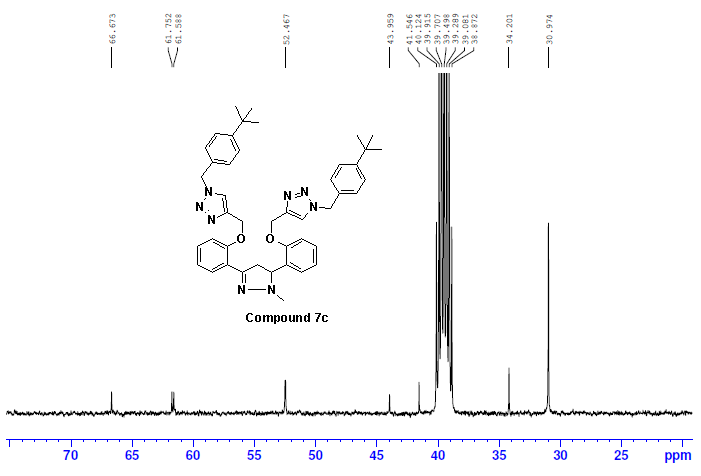 66.673 61.752 61.588 52.467 43.959 41.546 40.124 39.915 39.707 39.498 39.289 39.081 38.872 34.201 30.974
N N N
N N N
N
O O
N N
Compound 7c
70 65 60 55 50 45 40 35 30 25 ppm